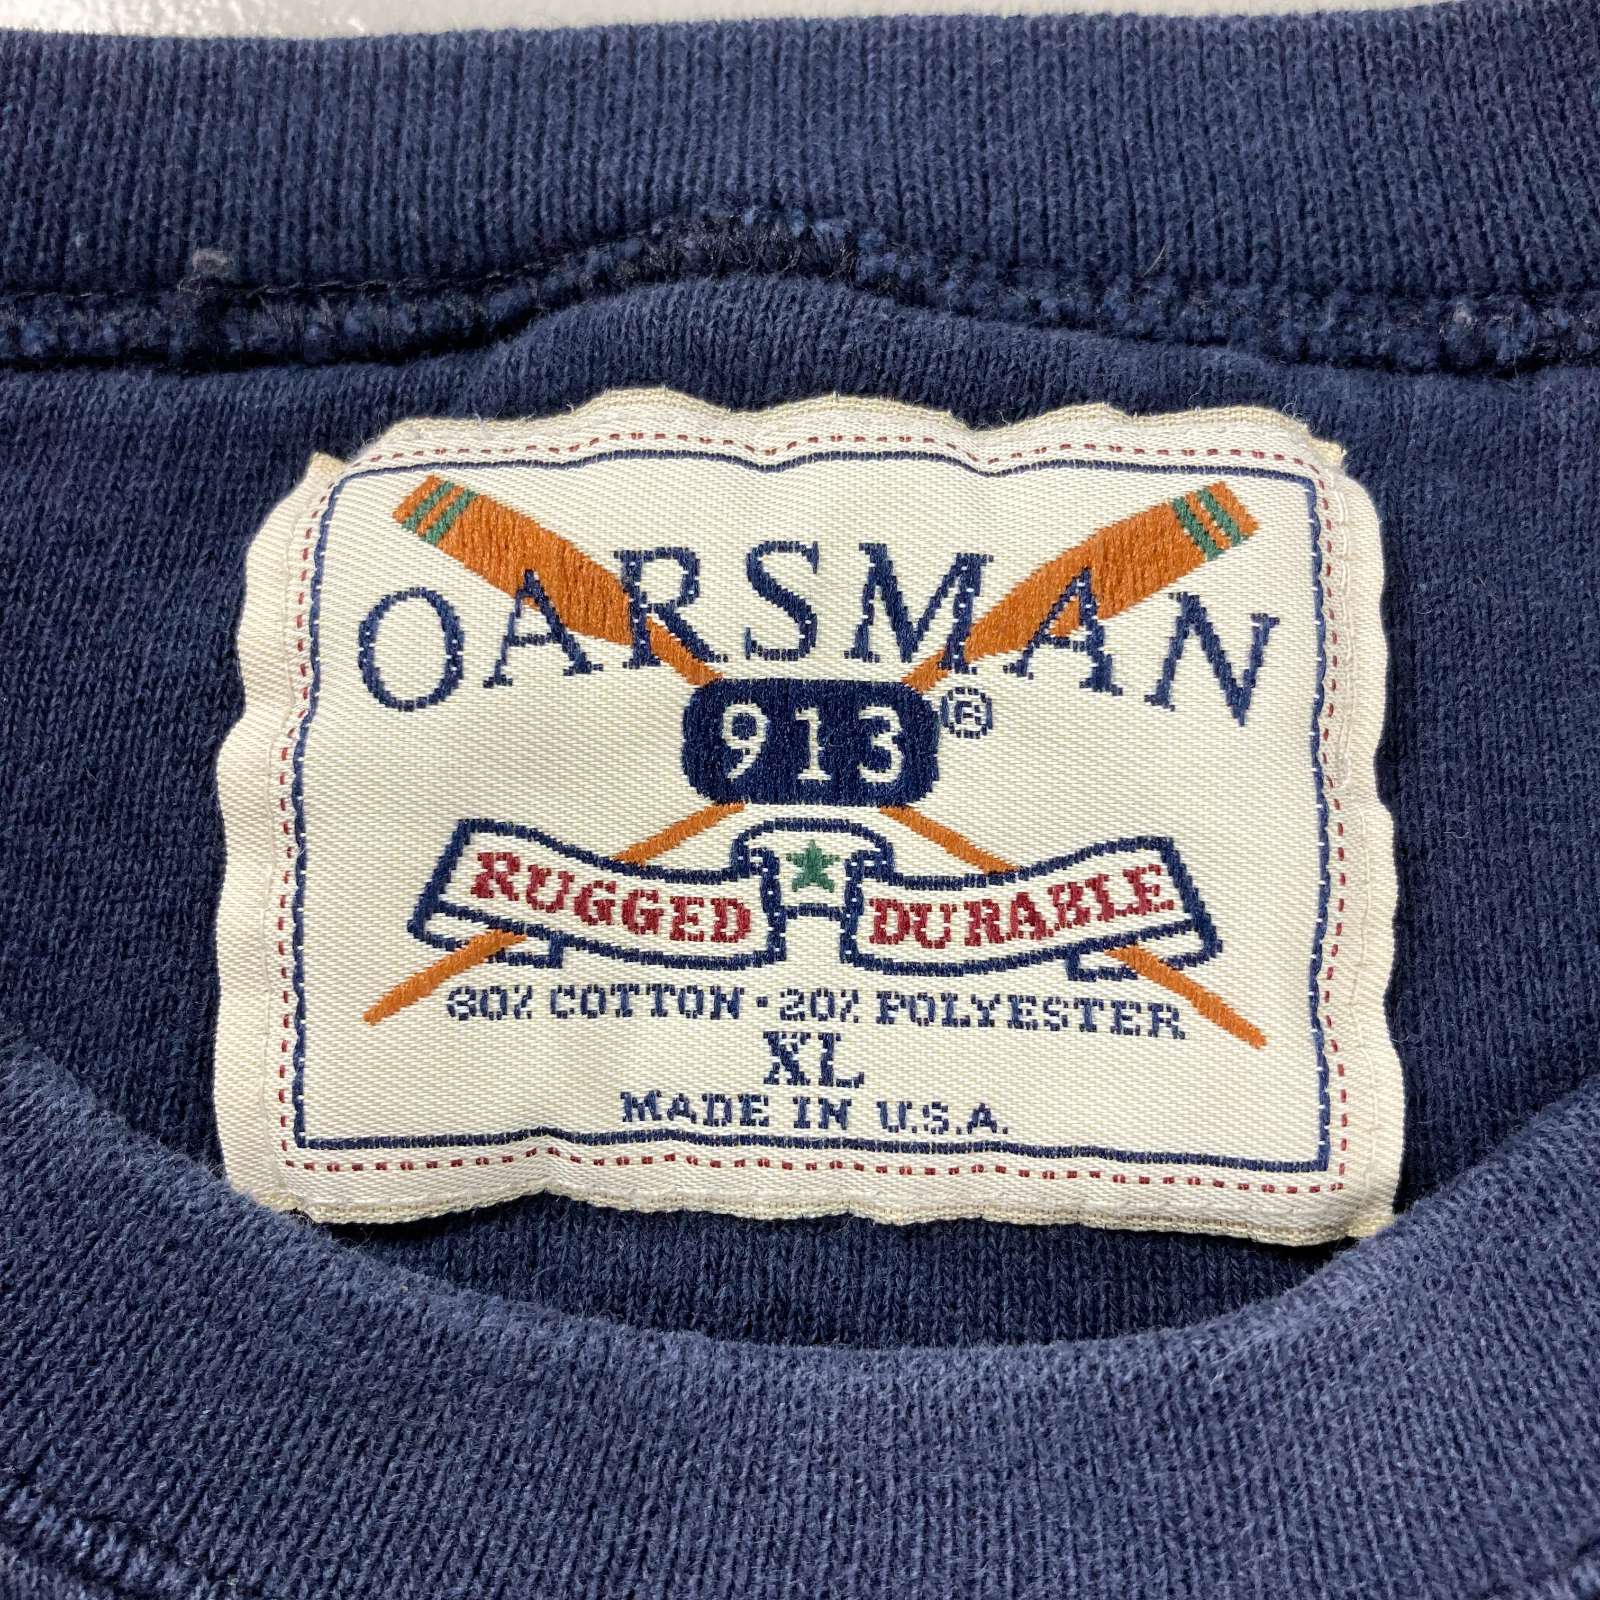 OARSMAN
913®
RUGGED DURABLE
80% COTTON · 20% POLYESTER
XL
MADE IN U.S.A.